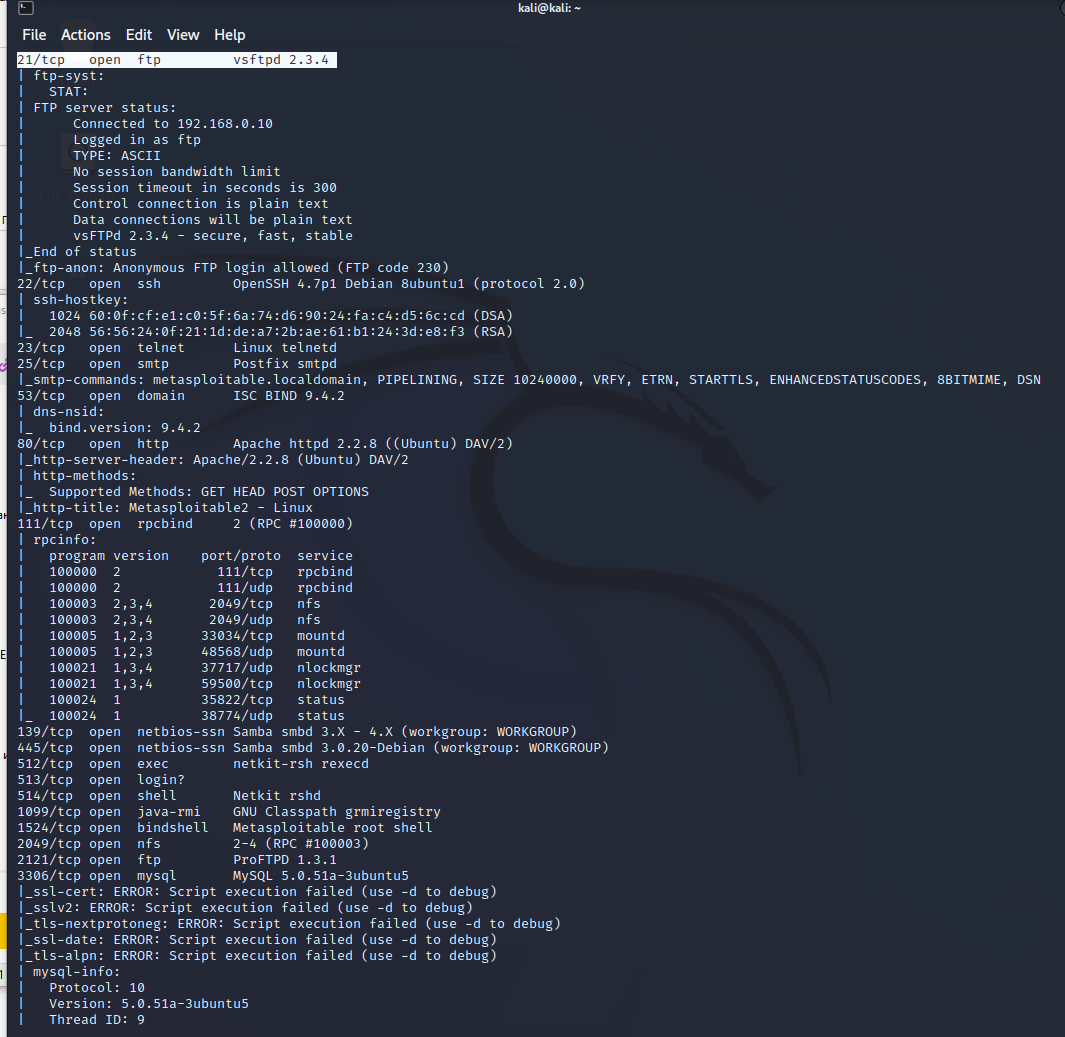 kali@kali: ~
File Actions Edit View Help
21/tcp   open  ftp         vsftpd 2.3.4
| ftp-syst:
|   STAT:
| FTP server status:
|      Connected to 192.168.0.10
|      Logged in as ftp
|      TYPE: ASCII
|      No session bandwidth limit
|      Session timeout in seconds is 300
|      Control connection is plain text
|      Data connections will be plain text
|      vsFTPd 2.3.4 - secure, fast, stable
|_End of status
|_ftp-anon: Anonymous FTP login allowed (FTP code 230)
22/tcp   open  ssh         OpenSSH 4.7p1 Debian 8ubuntu1 (protocol 2.0)
| ssh-hostkey:
|   1024 60:0f:cf:e1:c0:5f:6a:74:d6:90:24:fa:c4:d5:6c:cd (DSA)
|_  2048 56:56:24:0f:21:1d:de:a7:2b:ae:61:b1:24:3d:e8:f3 (RSA)
23/tcp   open  telnet      Linux telnetd
25/tcp   open  smtp        Postfix smtpd
|_smtp-commands: metasploitable.localdomain, PIPELINING, SIZE 10240000, VRFY, ETRN, STARTTLS, ENHANCEDSTATUSCODES, 8BITMIME, DSN
53/tcp   open  domain      ISC BIND 9.4.2
| dns-nsid:
|_  bind.version: 9.4.2
80/tcp   open  http        Apache httpd 2.2.8 ((Ubuntu) DAV/2)
|_http-server-header: Apache/2.2.8 (Ubuntu) DAV/2
| http-methods:
|_  Supported Methods: GET HEAD POST OPTIONS
|_http-title: Metasploitable2 - Linux
111/tcp  open  rpcbind     2 (RPC #100000)
| rpcinfo:
|   program version    port/proto  service
|   100000  2            111/tcp   rpcbind
|   100000  2            111/udp   rpcbind
|   100003  2,3,4       2049/tcp   nfs
|   100003  2,3,4       2049/udp   nfs
|   100005  1,2,3      33034/tcp   mountd
|   100005  1,2,3      48568/udp   mountd
|   100021  1,3,4      37717/udp   nlockmgr
|   100021  1,3,4      59500/tcp   nlockmgr
|   100024  1          35822/tcp   status
|_  100024  1          38774/udp   status
139/tcp  open  netbios-ssn Samba smbd 3.X - 4.X (workgroup: WORKGROUP)
445/tcp  open  netbios-ssn Samba smbd 3.0.20-Debian (workgroup: WORKGROUP)
512/tcp  open  exec        netkit-rsh rexecd
513/tcp  open  login?
514/tcp  open  shell       Netkit rshd
1099/tcp open  java-rmi    GNU Classpath grmiregistry
1524/tcp open  bindshell   Metasploitable root shell
2049/tcp open  nfs         2-4 (RPC #100003)
2121/tcp open  ftp         ProFTPD 1.3.1
3306/tcp open  mysql       MySQL 5.0.51a-3ubuntu5
|_ssl-cert: ERROR: Script execution failed (use -d to debug)
|_sslv2: ERROR: Script execution failed (use -d to debug)
|_tls-nextprotoneg: ERROR: Script execution failed (use -d to debug)
|_ssl-date: ERROR: Script execution failed (use -d to debug)
|_tls-alpn: ERROR: Script execution failed (use -d to debug)
| mysql-info:
|   Protocol: 10
|   Version: 5.0.51a-3ubuntu5
|   Thread ID: 9